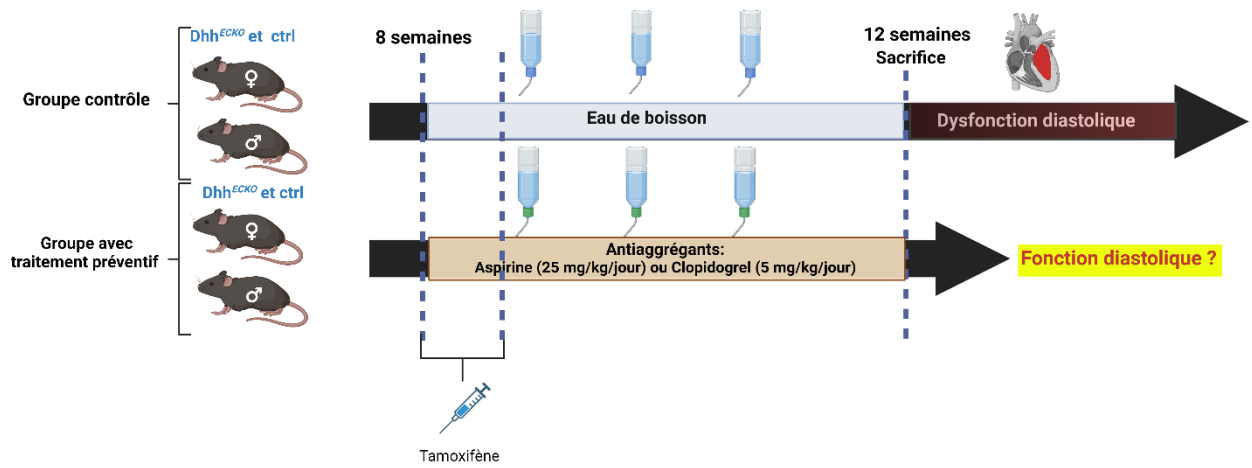 Dhh^ECKO et ctrl
8 semaines
12 semaines
Sacrifice
Groupe contrôle
♀
Eau de boisson
Dysfonction diastolique
♂
Dhh^ECKO et ctrl
Groupe avec
traitement préventif
♀
Antiaggrégants:
Aspirine (25 mg/kg/jour) ou Clopidogrel (5 mg/kg/jour)
Fonction diastolique ?
♂
Tamoxifène